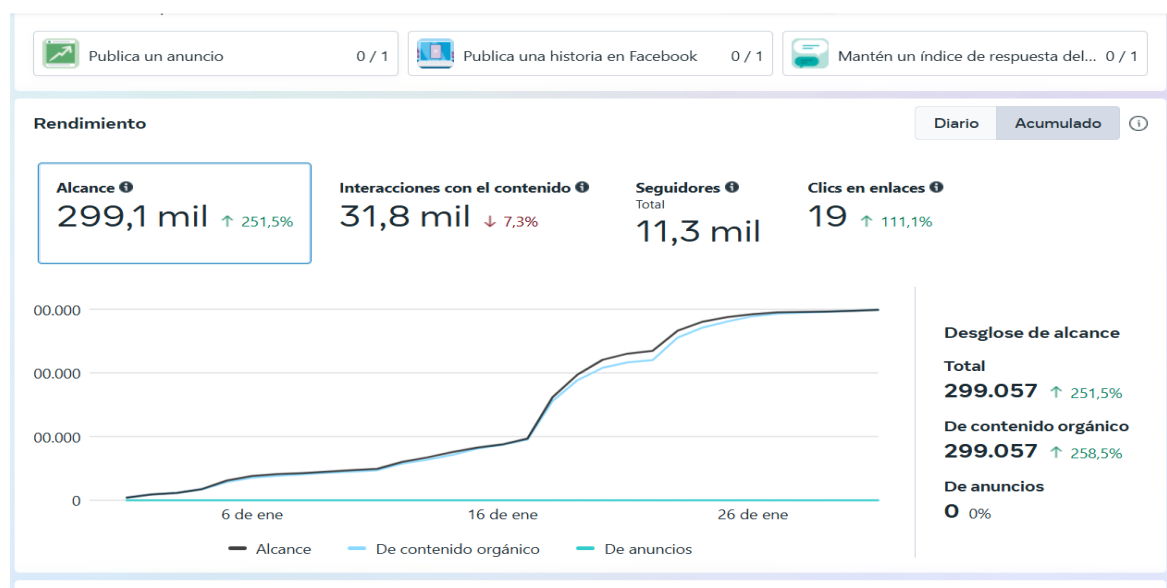 Publica un anuncio 0 / 1
Publica una historia en Facebook 0 / 1
Mantén un índice de respuesta del... 0 / 1
Rendimiento
Diario Acumulado
Alcance
299,1 mil ↑ 251,5%
Interacciones con el contenido
31,8 mil ↓ 7,3%
Seguidores
Total
11,3 mil
Clics en enlaces
19 ↑ 111,1%
00.000
00.000
00.000
0
6 de ene 16 de ene 26 de ene
Alcance De contenido orgánico De anuncios
Desglose de alcance
Total
299.057 ↑ 251,5%
De contenido orgánico
299.057 ↑ 258,5%
De anuncios
0 0%